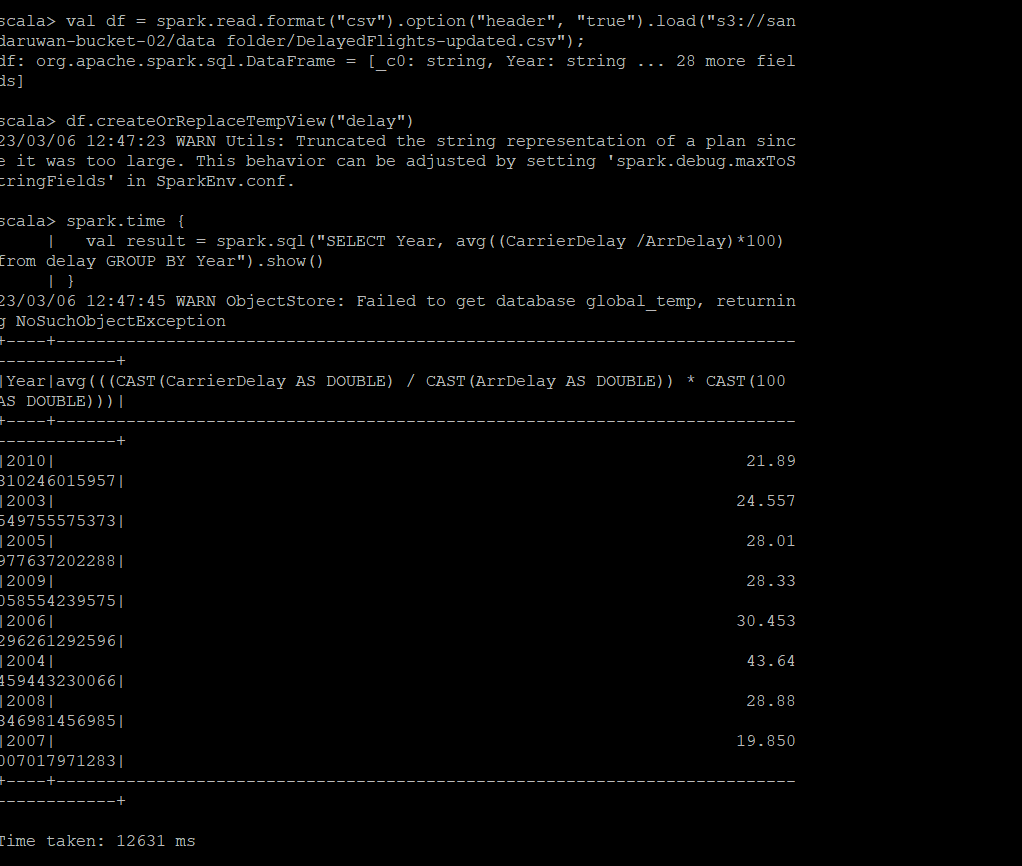 scala> val df = spark.read.format("csv").option("header", "true").load("s3://san
daruwan-bucket-02/data folder/DelayedFlights-updated.csv");
df: org.apache.spark.sql.DataFrame = [_c0: string, Year: string ... 28 more fiel
ds]
scala> df.createOrReplaceTempView("delay")
23/03/06 12:47:23 WARN Utils: Truncated the string representation of a plan sinc
e it was too large. This behavior can be adjusted by setting 'spark.debug.maxToS
tringFields' in SparkEnv.conf.
scala> spark.time {
     |   val result = spark.sql("SELECT Year, avg((CarrierDelay /ArrDelay)*100)
from delay GROUP BY Year").show()
     | }
23/03/06 12:47:45 WARN ObjectStore: Failed to get database global_temp, returnin
g NoSuchObjectException
+----+--------------------------------------------------------------------------
------------+
|Year|avg(((CAST(CarrierDelay AS DOUBLE) / CAST(ArrDelay AS DOUBLE)) * CAST(100
AS DOUBLE)))|
+----+--------------------------------------------------------------------------
------------+
|2010|                                                                     21.89
310246015957|
|2003|                                                                    24.557
549755575373|
|2005|                                                                     28.01
977637202288|
|2009|                                                                     28.33
058554239575|
|2006|                                                                    30.453
296261292596|
|2004|                                                                     43.64
459443230066|
|2008|                                                                     28.88
346981456985|
|2007|                                                                    19.850
007017971283|
+----+--------------------------------------------------------------------------
------------+
Time taken: 12631 ms